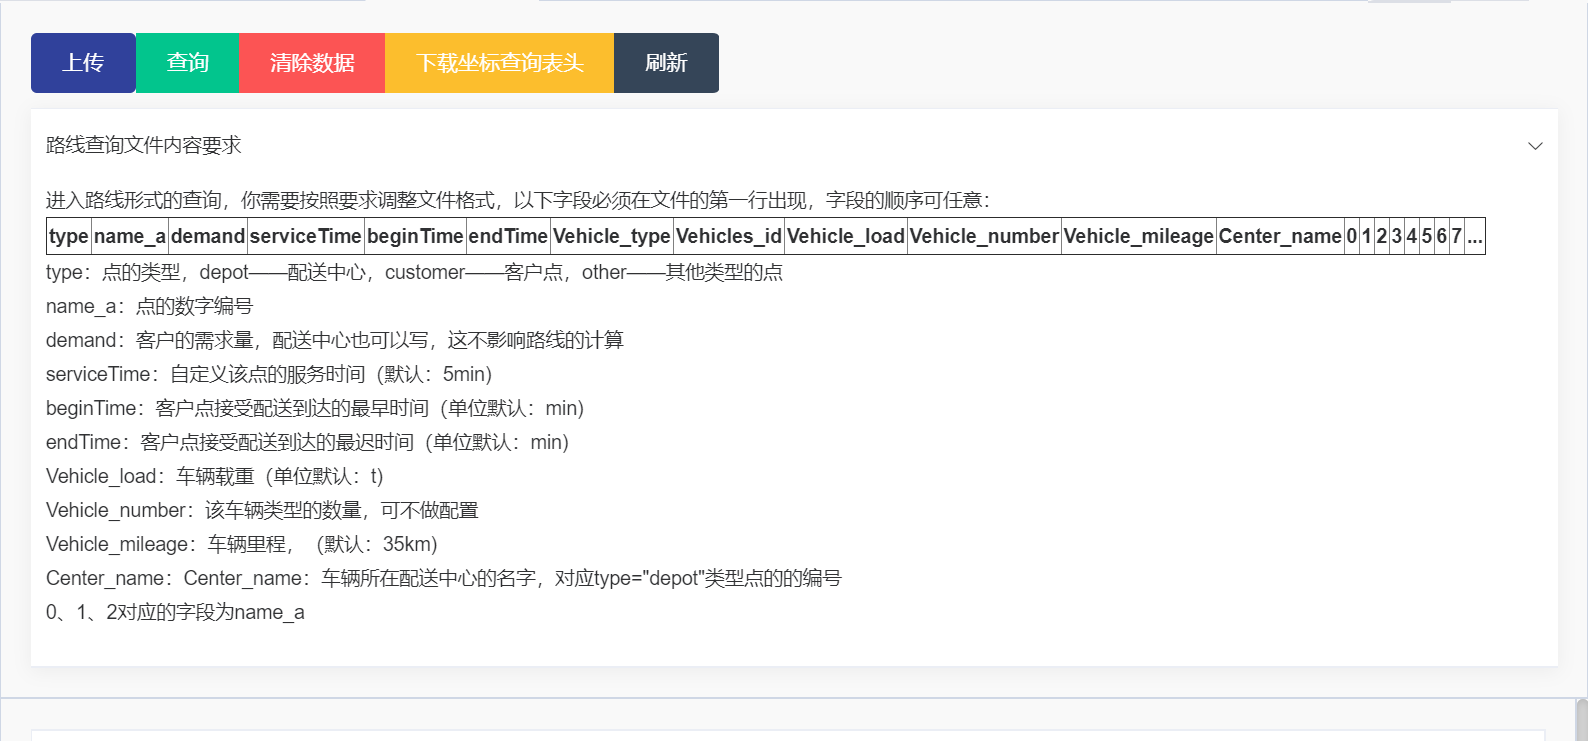 上传 查询 清除数据 下载坐标查询表头 刷新
路线查询文件内容要求
进入路线形式的查询，你需要按照要求调整文件格式，以下字段必须在文件的第一行出现，字段的顺序可任意：
type name_a demand serviceTime beginTime endTime Vehicle_type Vehicles_id Vehicle_load Vehicle_number Vehicle_mileage Center_name 0 1 2 3 4 5 6 7 ...
type：点的类型，depot——配送中心，customer——客户点，other——其他类型的点
name_a：点的数字编号
demand：客户的需求量，配送中心也可以写，这不影响路线的计算
serviceTime：自定义该点的服务时间（默认：5min）
beginTime：客户点接受配送到达的最早时间（单位默认：min）
endTime：客户点接受配送到达的最迟时间（单位默认：min）
Vehicle_load：车辆载重（单位默认：t）
Vehicle_number：该车辆类型的数量，可不做配置
Vehicle_mileage：车辆里程，（默认：35km）
Center_name：Center_name：车辆所在配送中心的名字，对应type="depot"类型点的的编号
0、1、2对应的字段为name_a